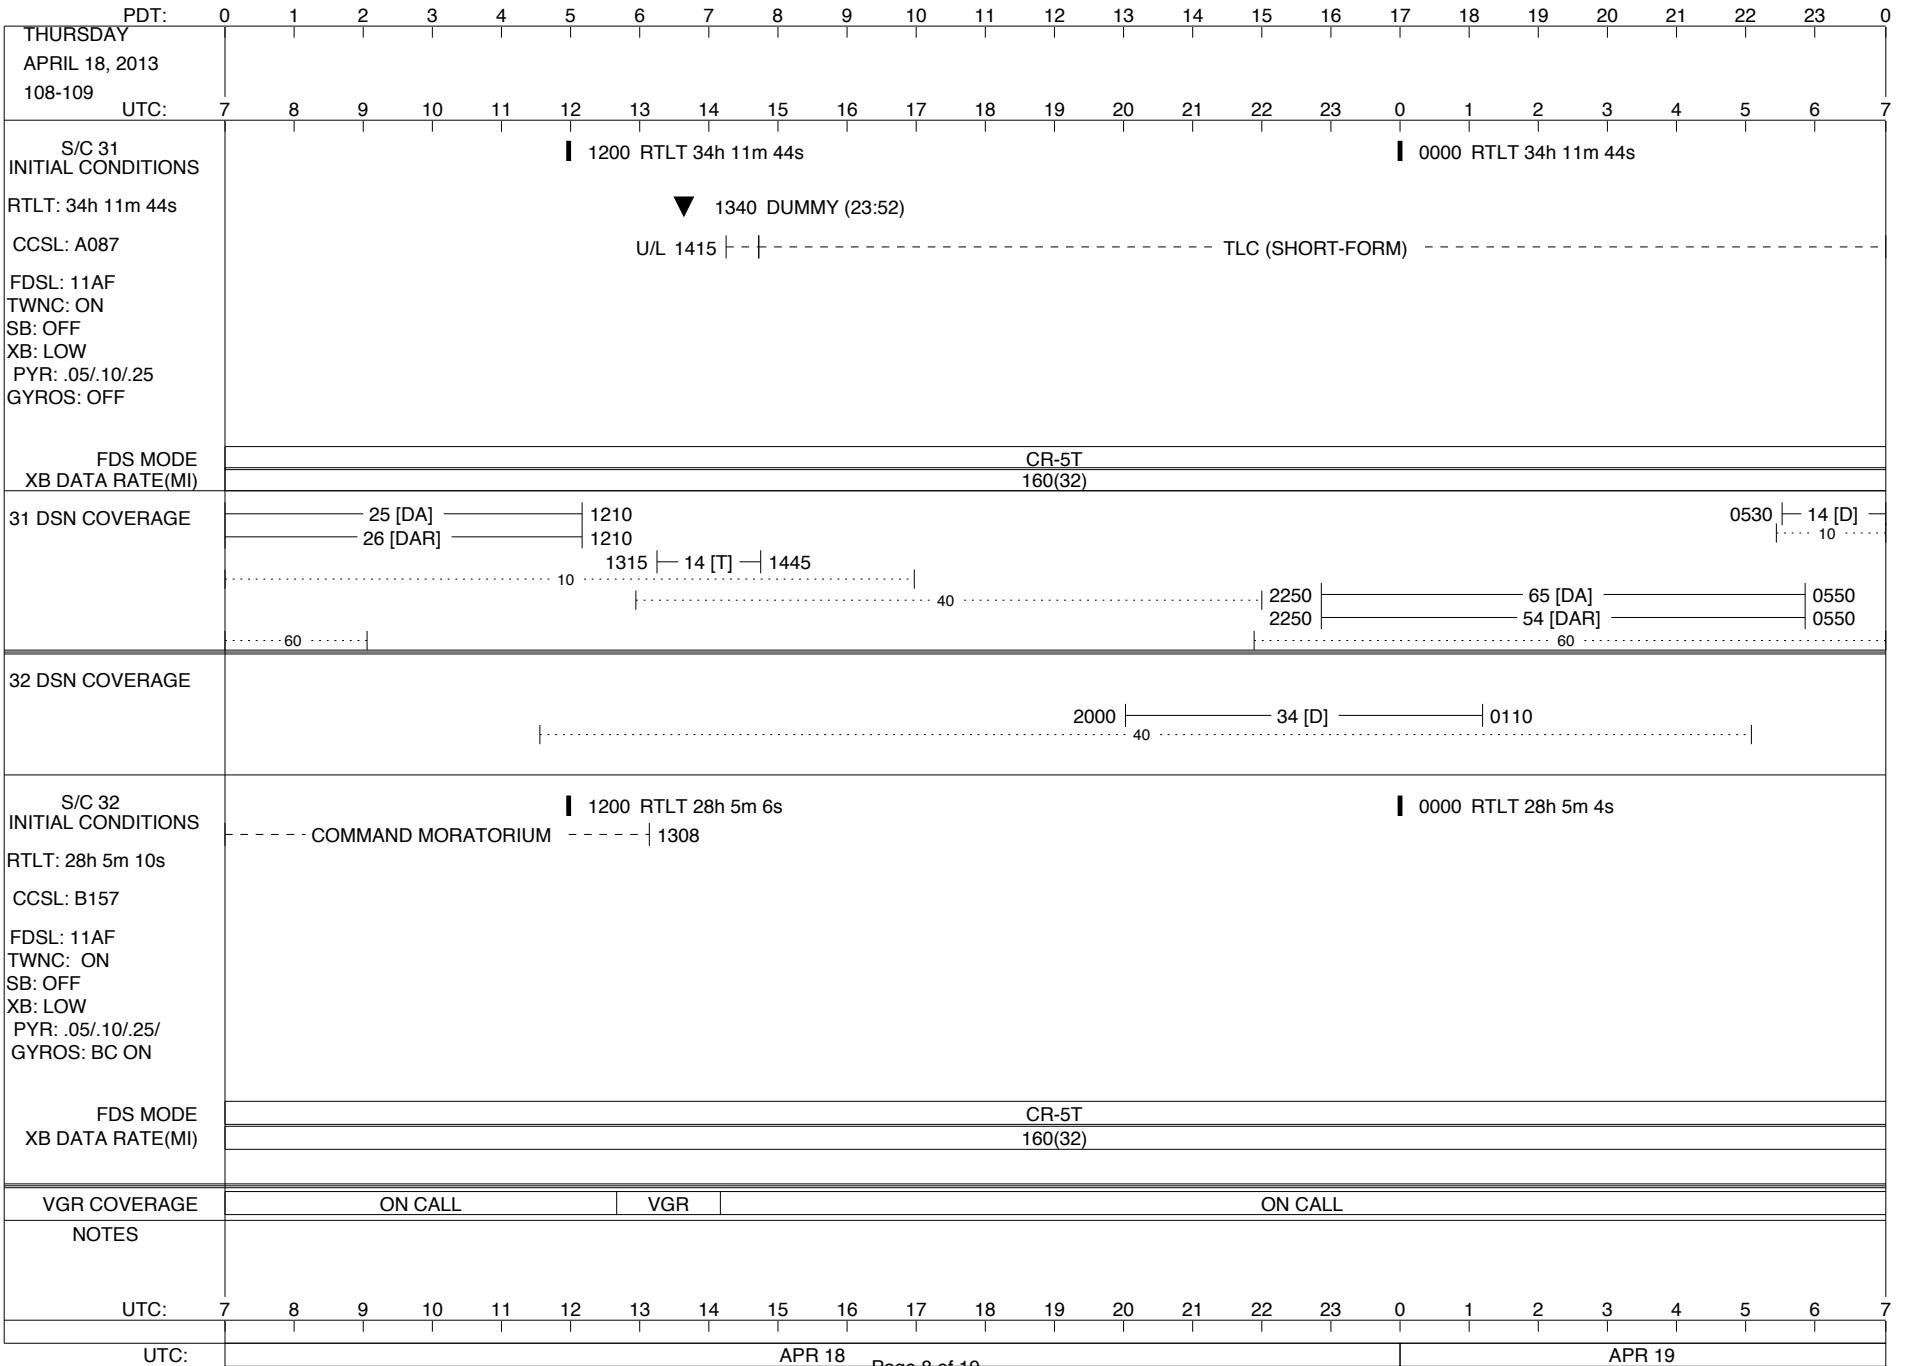 PDT: 0 1 2 3 4 5 6 7 8 9 10 11 12 13 14 15 16 17 18 19 20 21 22 23 0
THURSDAY
APRIL 18, 2013
108-109
UTC: 7 8 9 10 11 12 13 14 15 16 17 18 19 20 21 22 23 0 1 2 3 4 5 6 7
S/C 31
INITIAL CONDITIONS
1200 RTLT 34h 11m 44s
0000 RTLT 34h 11m 44s
RTLT: 34h 11m 44s
1340 DUMMY (23:52)
CCSL: A087
U/L 1415
TLC (SHORT-FORM)
FDSL: 11AF
TWNC: ON
SB: OFF
XB: LOW
PYR: .05/.10/.25
GYROS: OFF
FDS MODE
CR-5T
XB DATA RATE(MI)
160(32)
31 DSN COVERAGE
25 [DA] 1210
0530 14 [D]
26 [DAR] 1210
10
1315 14 [T] 1445
10
40
2250 65 [DA] 0550
2250 54 [DAR] 0550
60
60
32 DSN COVERAGE
2000 34 [D] 0110
40
S/C 32
INITIAL CONDITIONS
1200 RTLT 28h 5m 6s
0000 RTLT 28h 5m 4s
COMMAND MORATORIUM 1308
RTLT: 28h 5m 10s
CCSL: B157
FDSL: 11AF
TWNC: ON
SB: OFF
XB: LOW
PYR: .05/.10/.25/
GYROS: BC ON
FDS MODE
CR-5T
XB DATA RATE(MI)
160(32)
VGR COVERAGE
ON CALL VGR ON CALL
NOTES
UTC: 7 8 9 10 11 12 13 14 15 16 17 18 19 20 21 22 23 0 1 2 3 4 5 6 7
UTC: APR 18 APR 19
Page 8 of 19